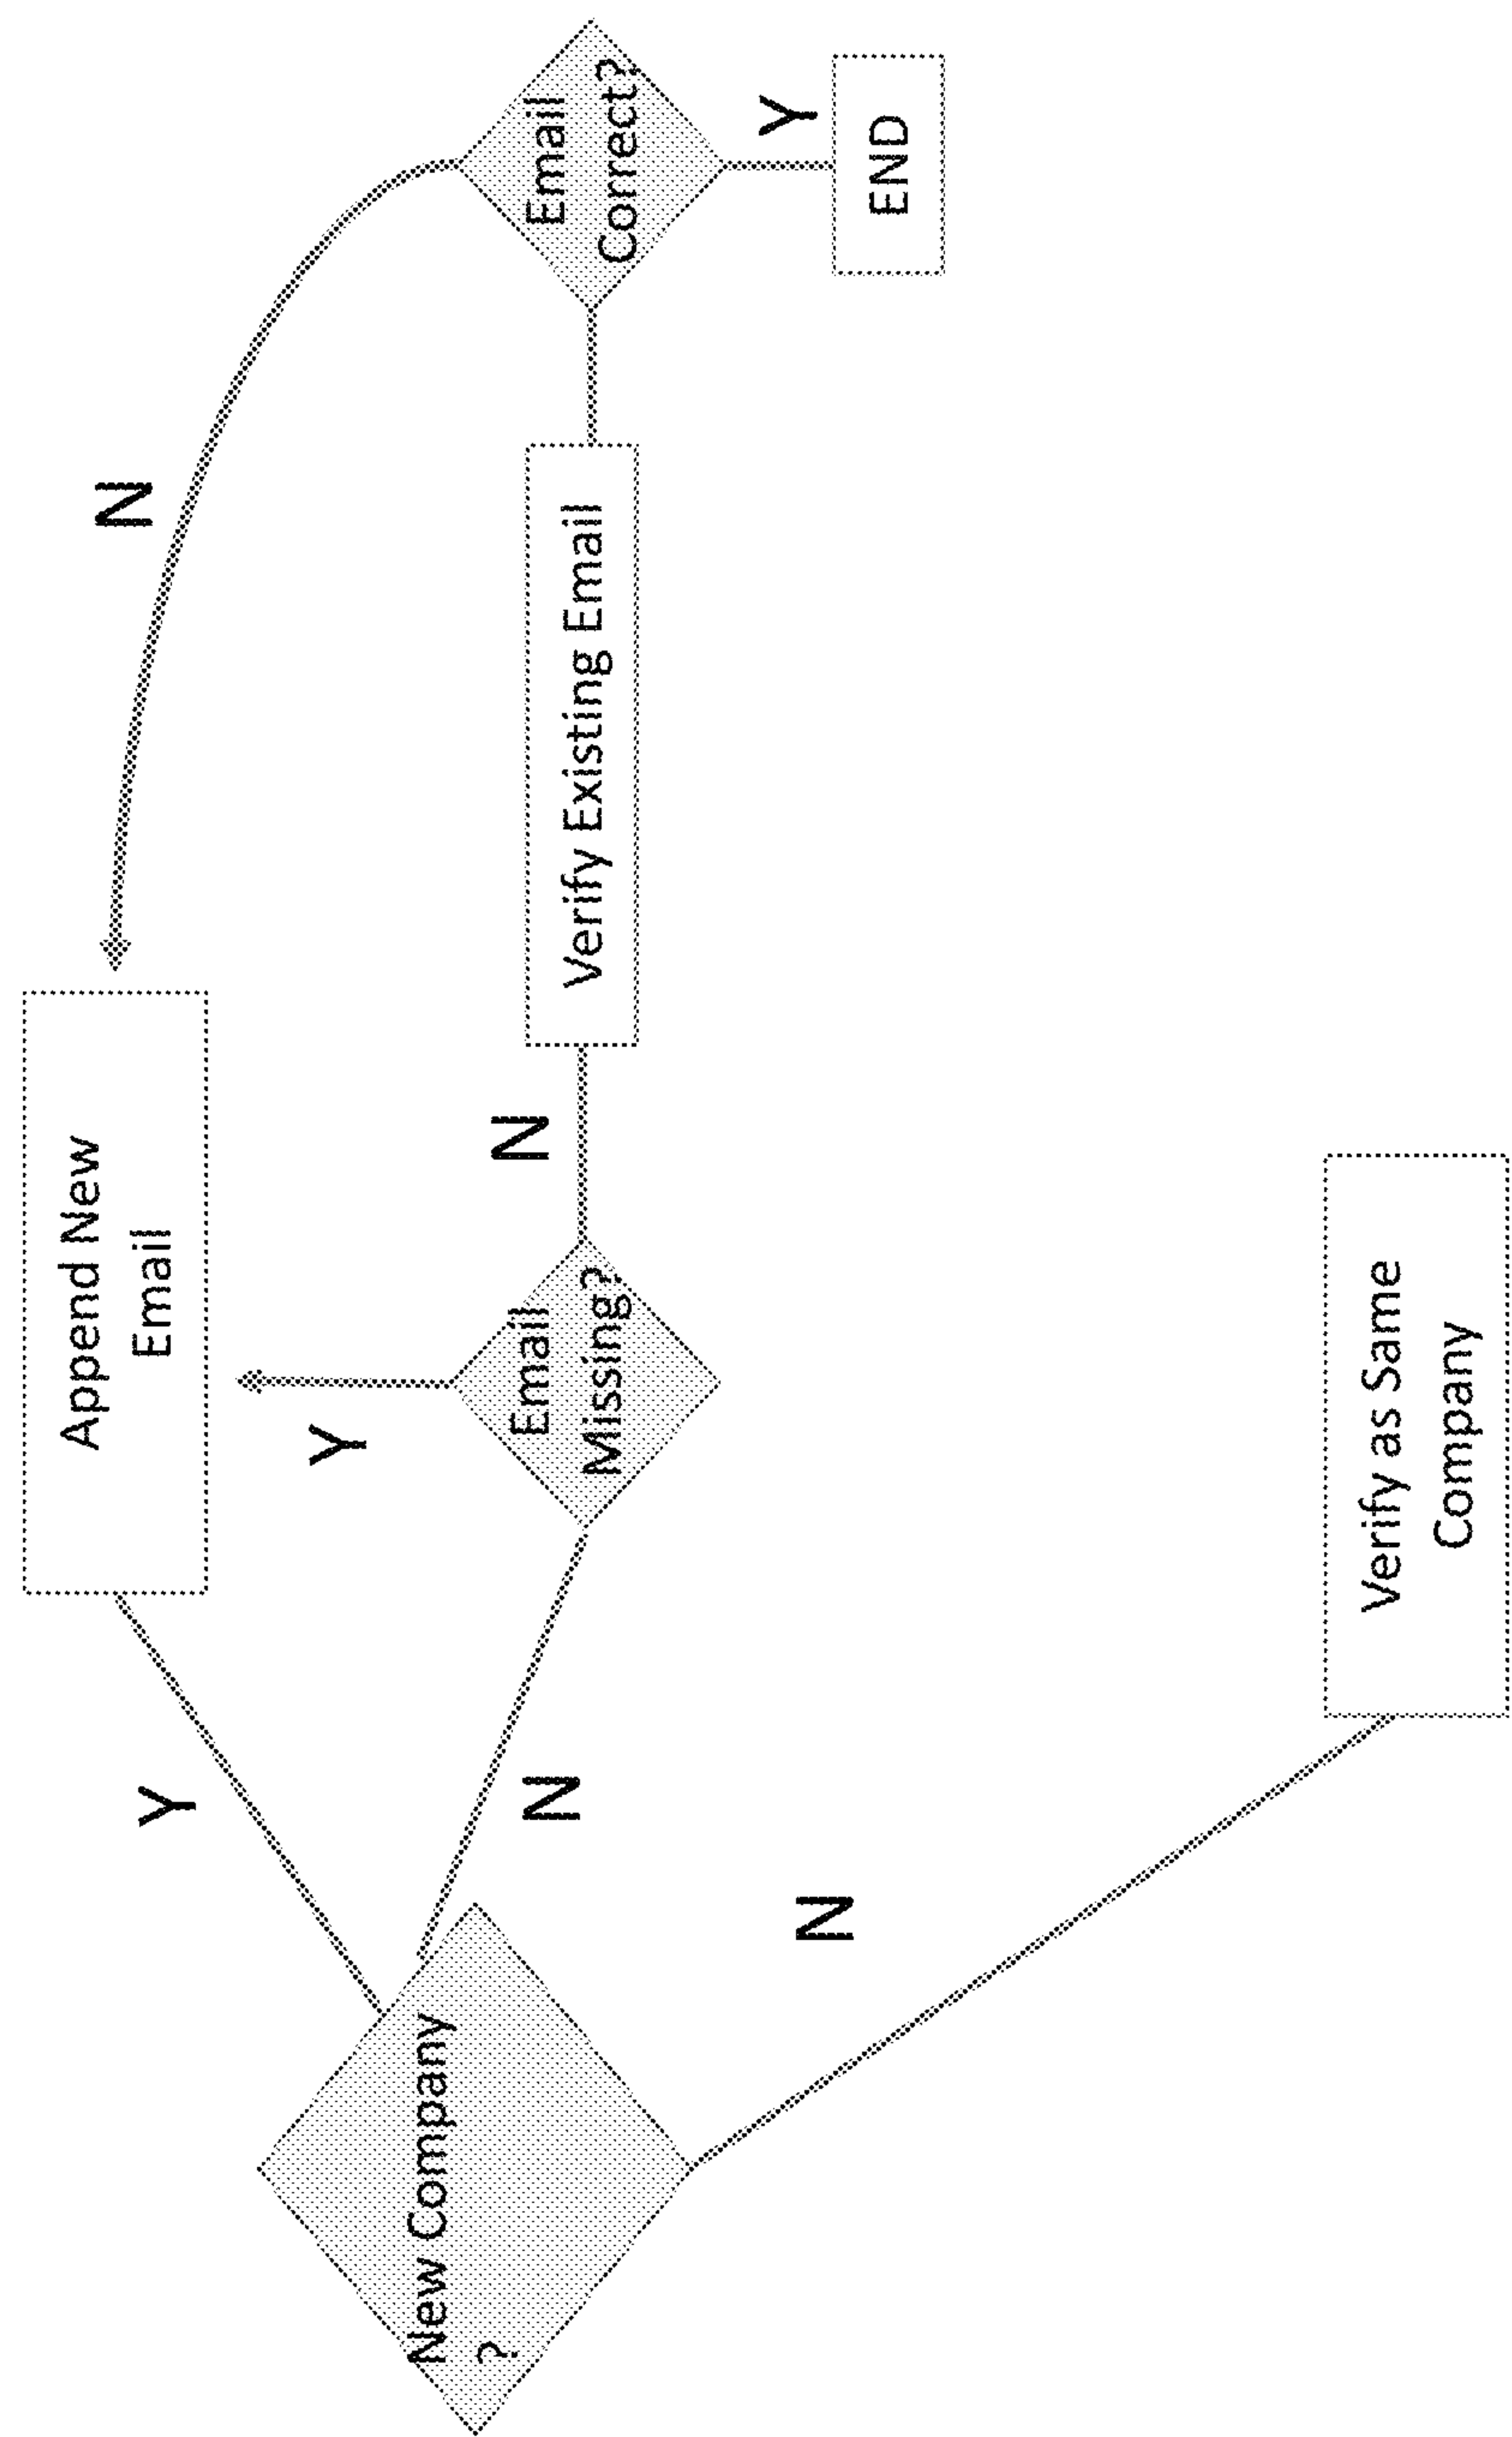 Append New
Email
N
Y
Y
New Company
?
N
Email
Missing?
N
Verify Existing Email
Email
Correct?
Y
END
N
Verify as Same
Company